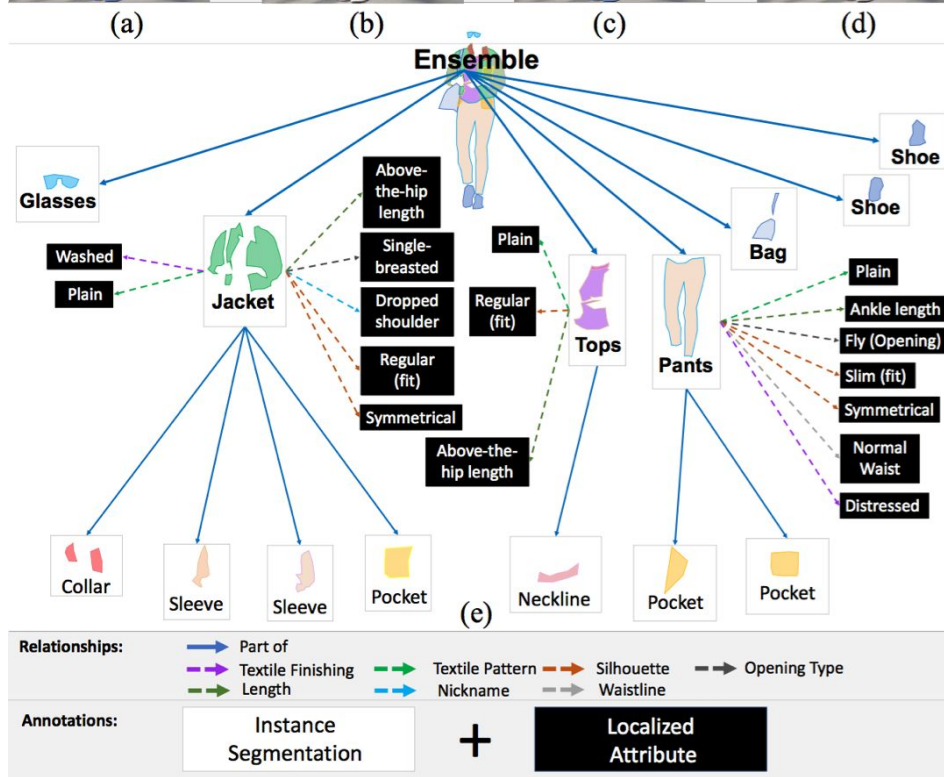 (a) (b) (c) (d)
Ensemble
Glasses
Shoe
Shoe
Bag
Above-
the-hip
length
Single-
breasted
Dropped
shoulder
Regular
(fit)
Symmetrical
Washed
Plain
Jacket
Plain
Regular
(fit)
Above-the-
hip length
Tops
Pants
Plain
Ankle length
Fly (Opening)
Slim (fit)
Symmetrical
Normal
Waist
Distressed
Collar
Sleeve
Sleeve
Pocket
Neckline
Pocket
Pocket
(e)
Relationships: Part of
Textile Finishing Textile Pattern Silhouette Opening Type
Length Nickname Waistline
Annotations:
Instance
Segmentation
+
Localized
Attribute